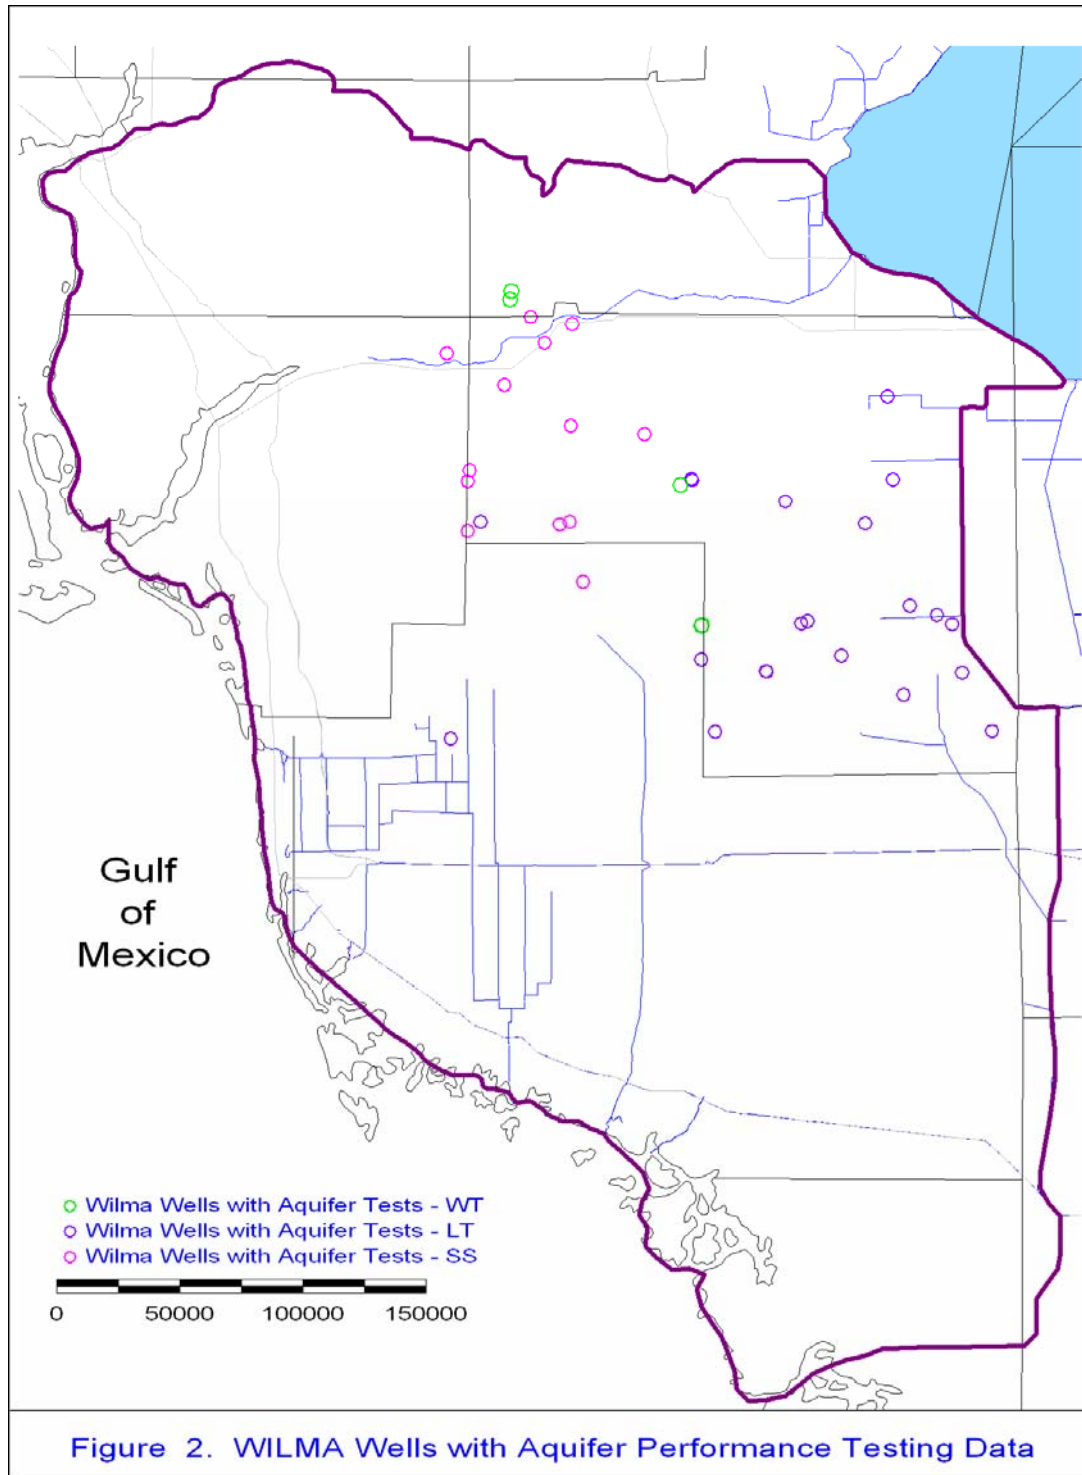 Gulf
of
Mexico
Wilma Wells with Aquifer Tests - WT
Wilma Wells with Aquifer Tests - LT
Wilma Wells with Aquifer Tests - SS
0 50000 100000 150000
Figure 2. WILMA Wells with Aquifer Performance Testing Data